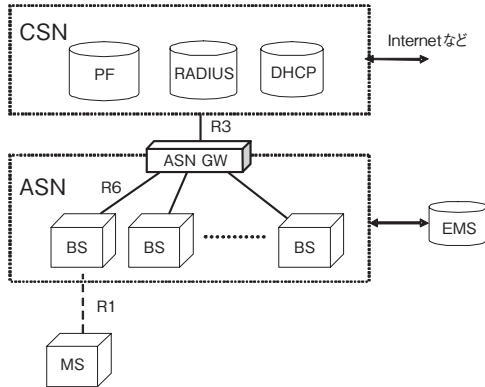 CSN
Internetなど
PF
RADIUS
DHCP
R3
ASN GW
ASN
R6
BS
BS
BS
EMS
R1
MS